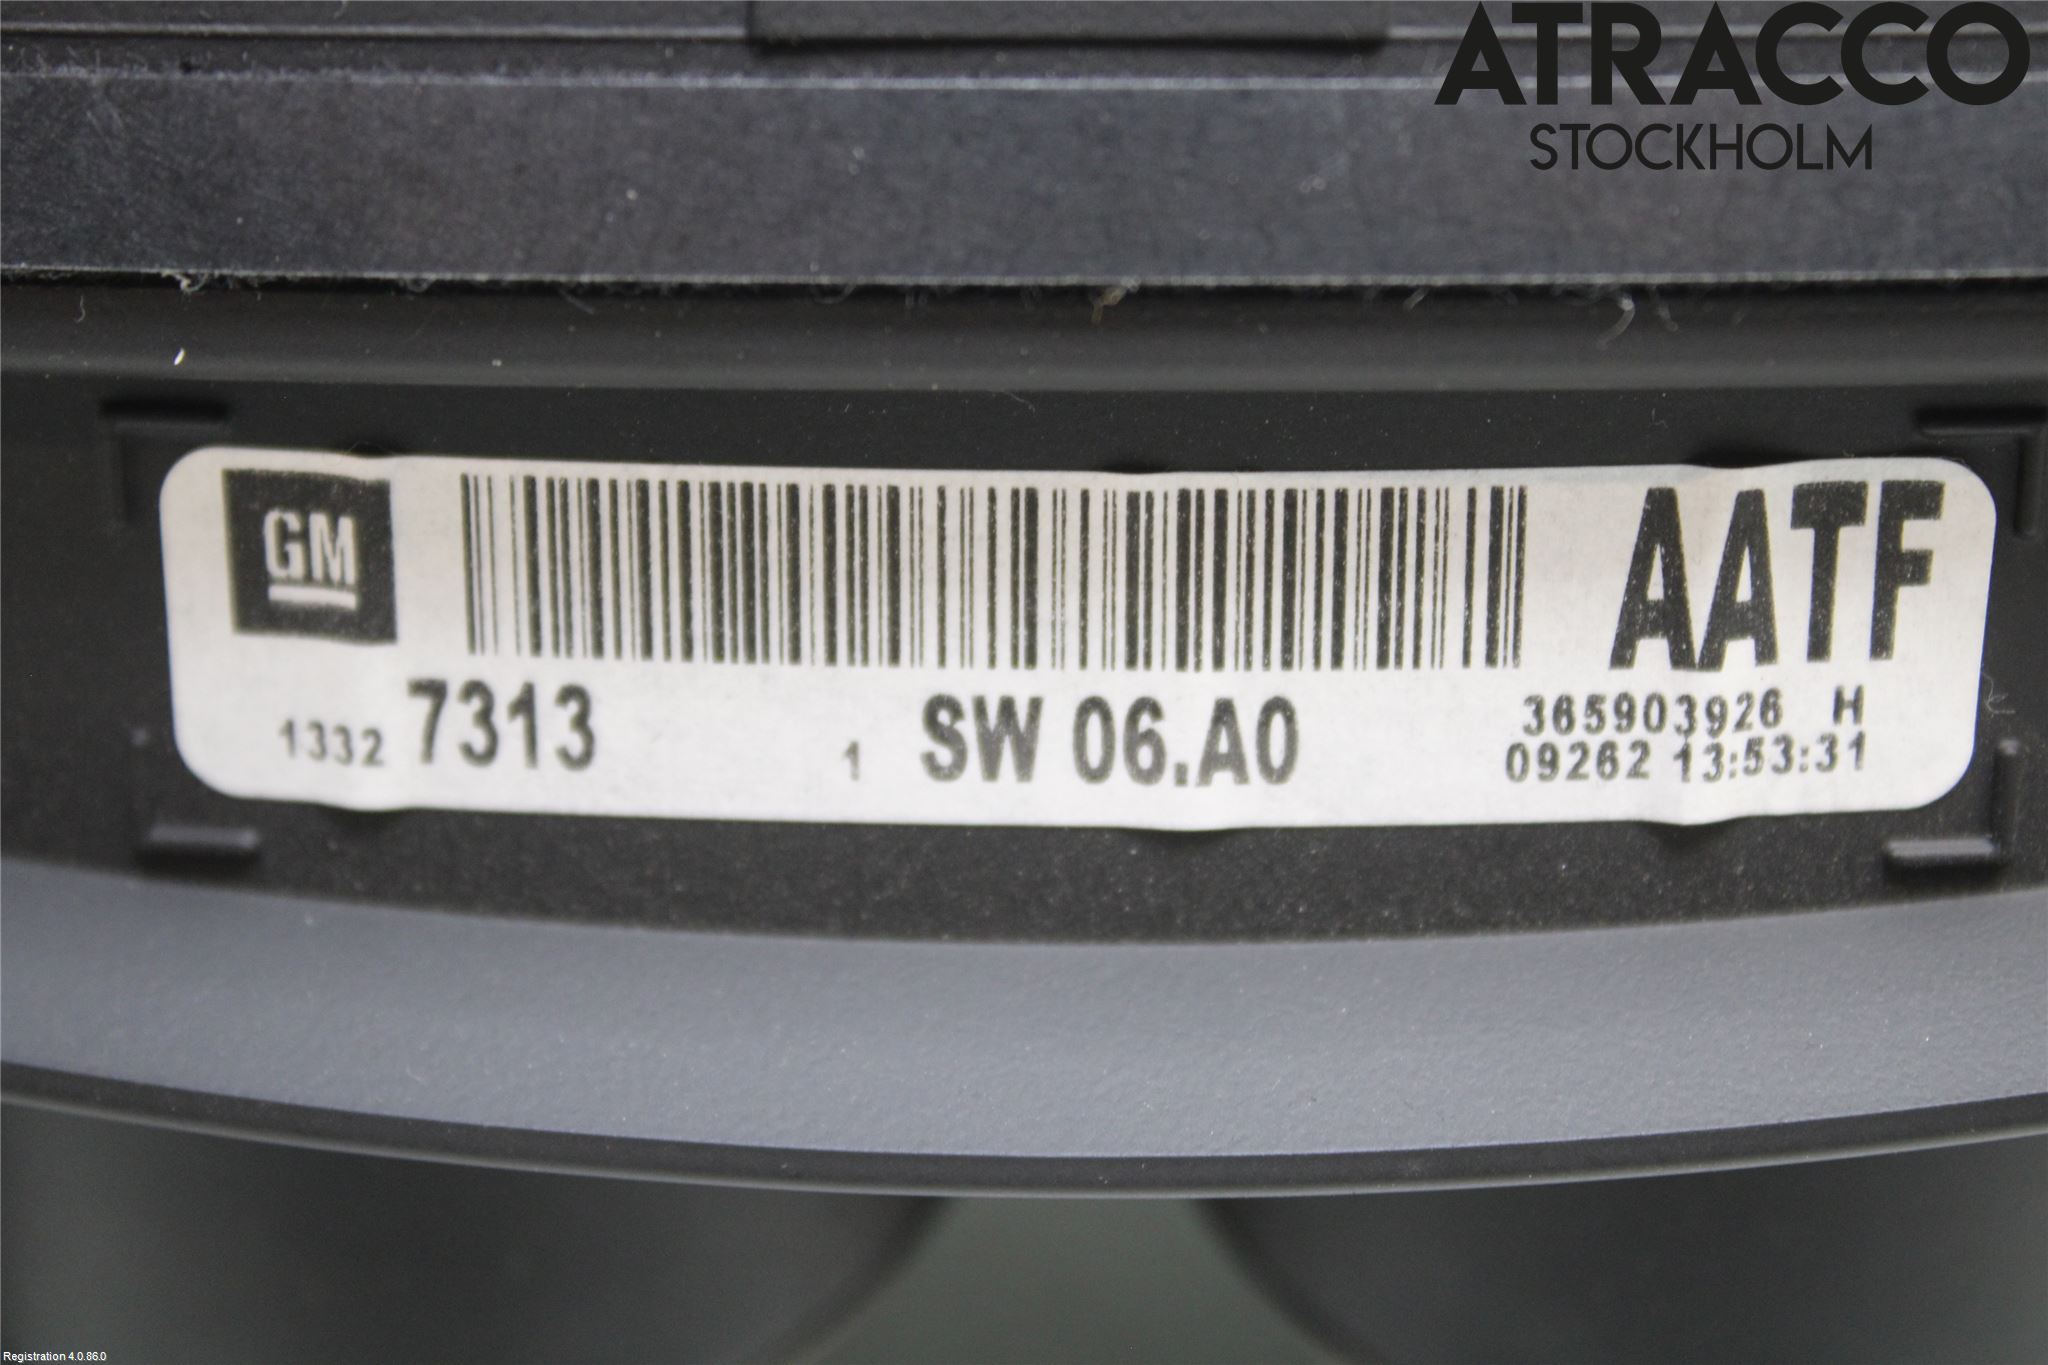 ATRACCO
STOCKHOLM
GM
AATF
1332 7313 1 SW 06.A0
365903926 H
09262 13:53:31
Registration 4.0.86.0